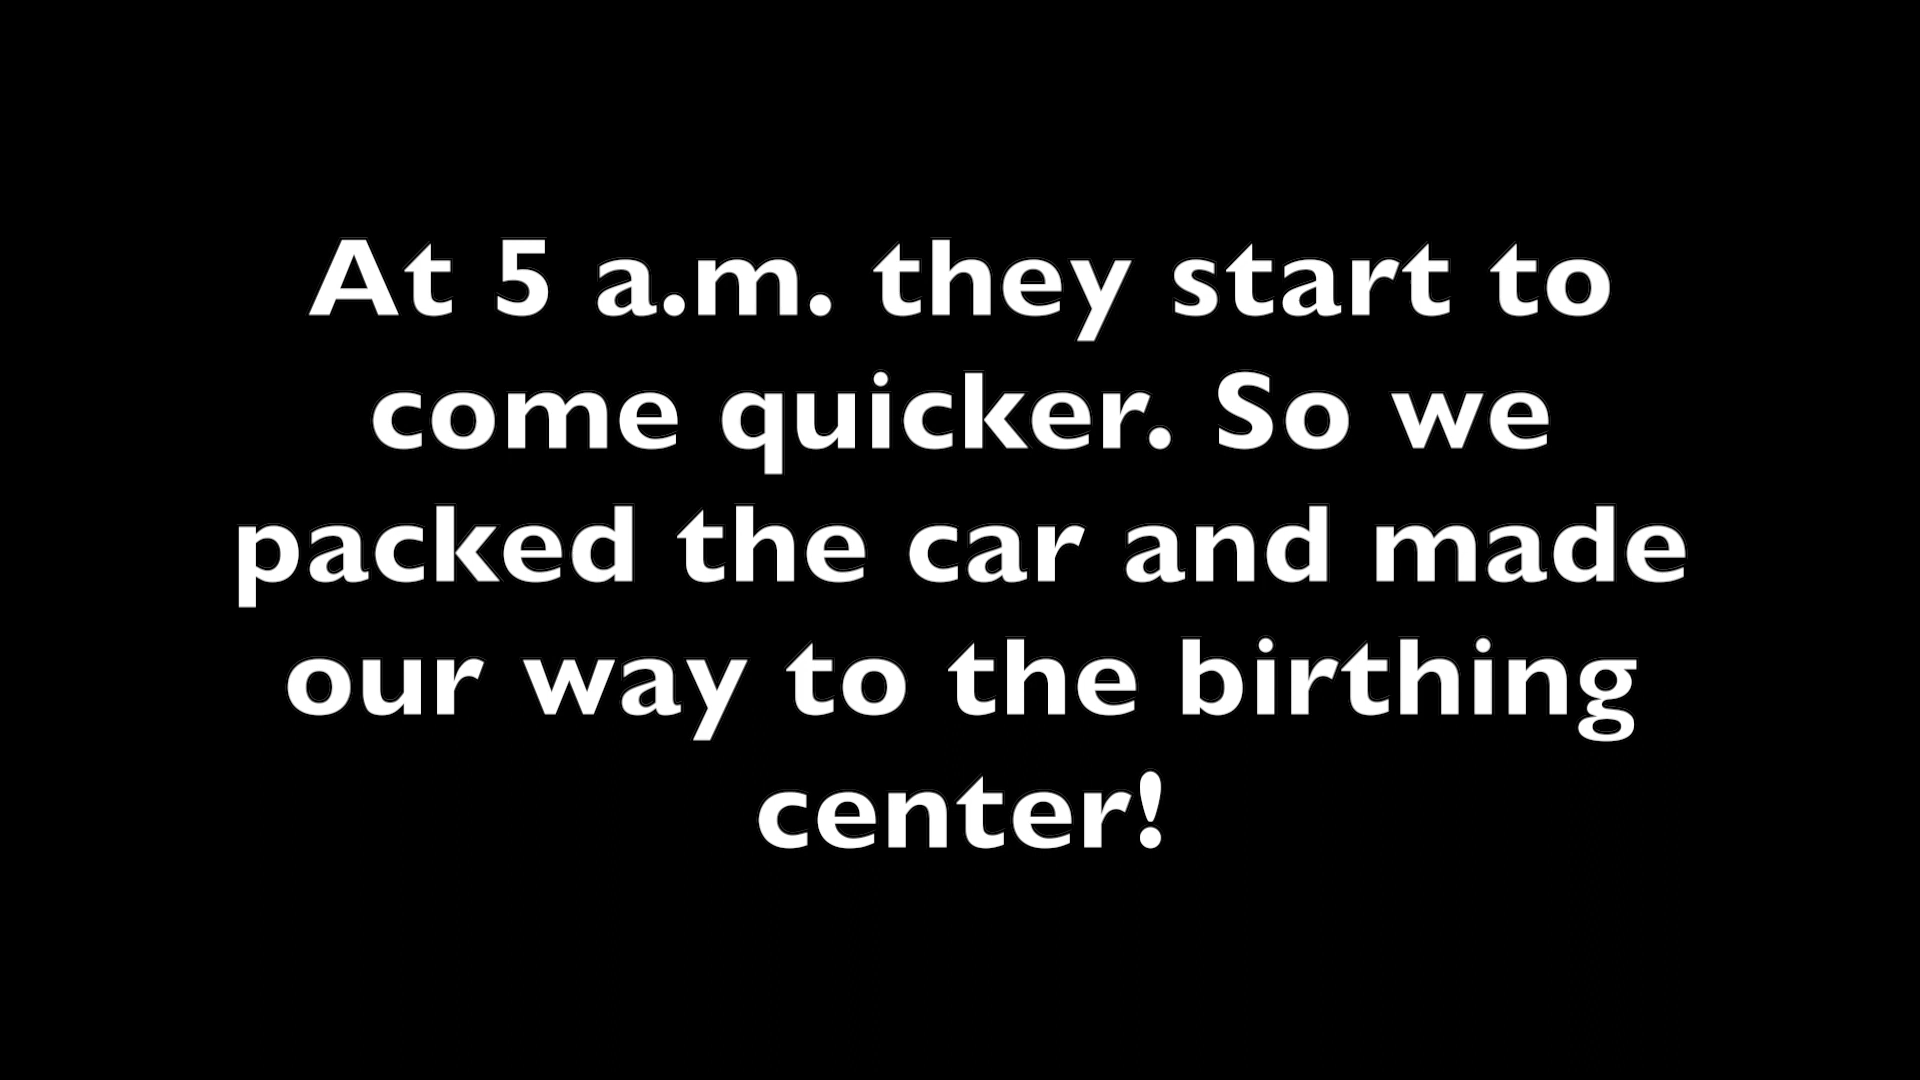 At 5 a.m. they start to
come quicker. So we
packed the car and made
our way to the birthing
center!